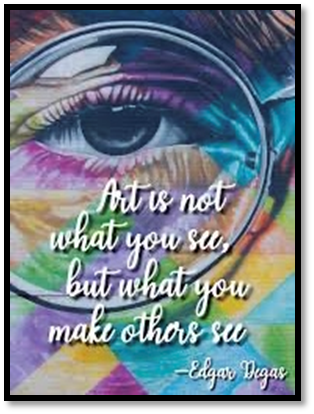 Art is not
what you see,
but what you
make others see
—Edgar Degas